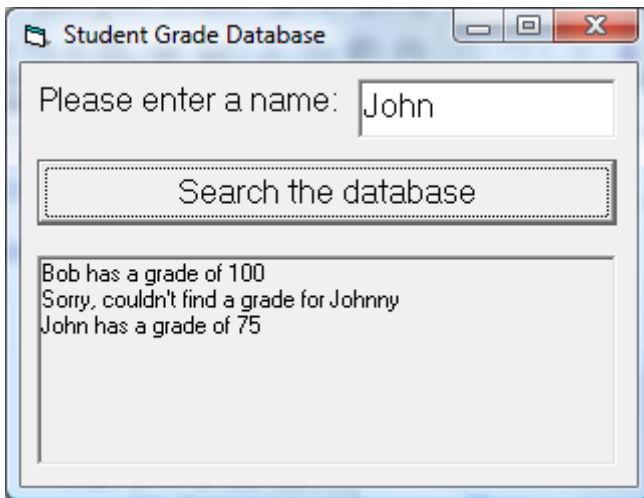 Student Grade Database
Please enter a name: John
Search the database
Bob has a grade of 100
Sorry, couldn't find a grade for Johnny
John has a grade of 75